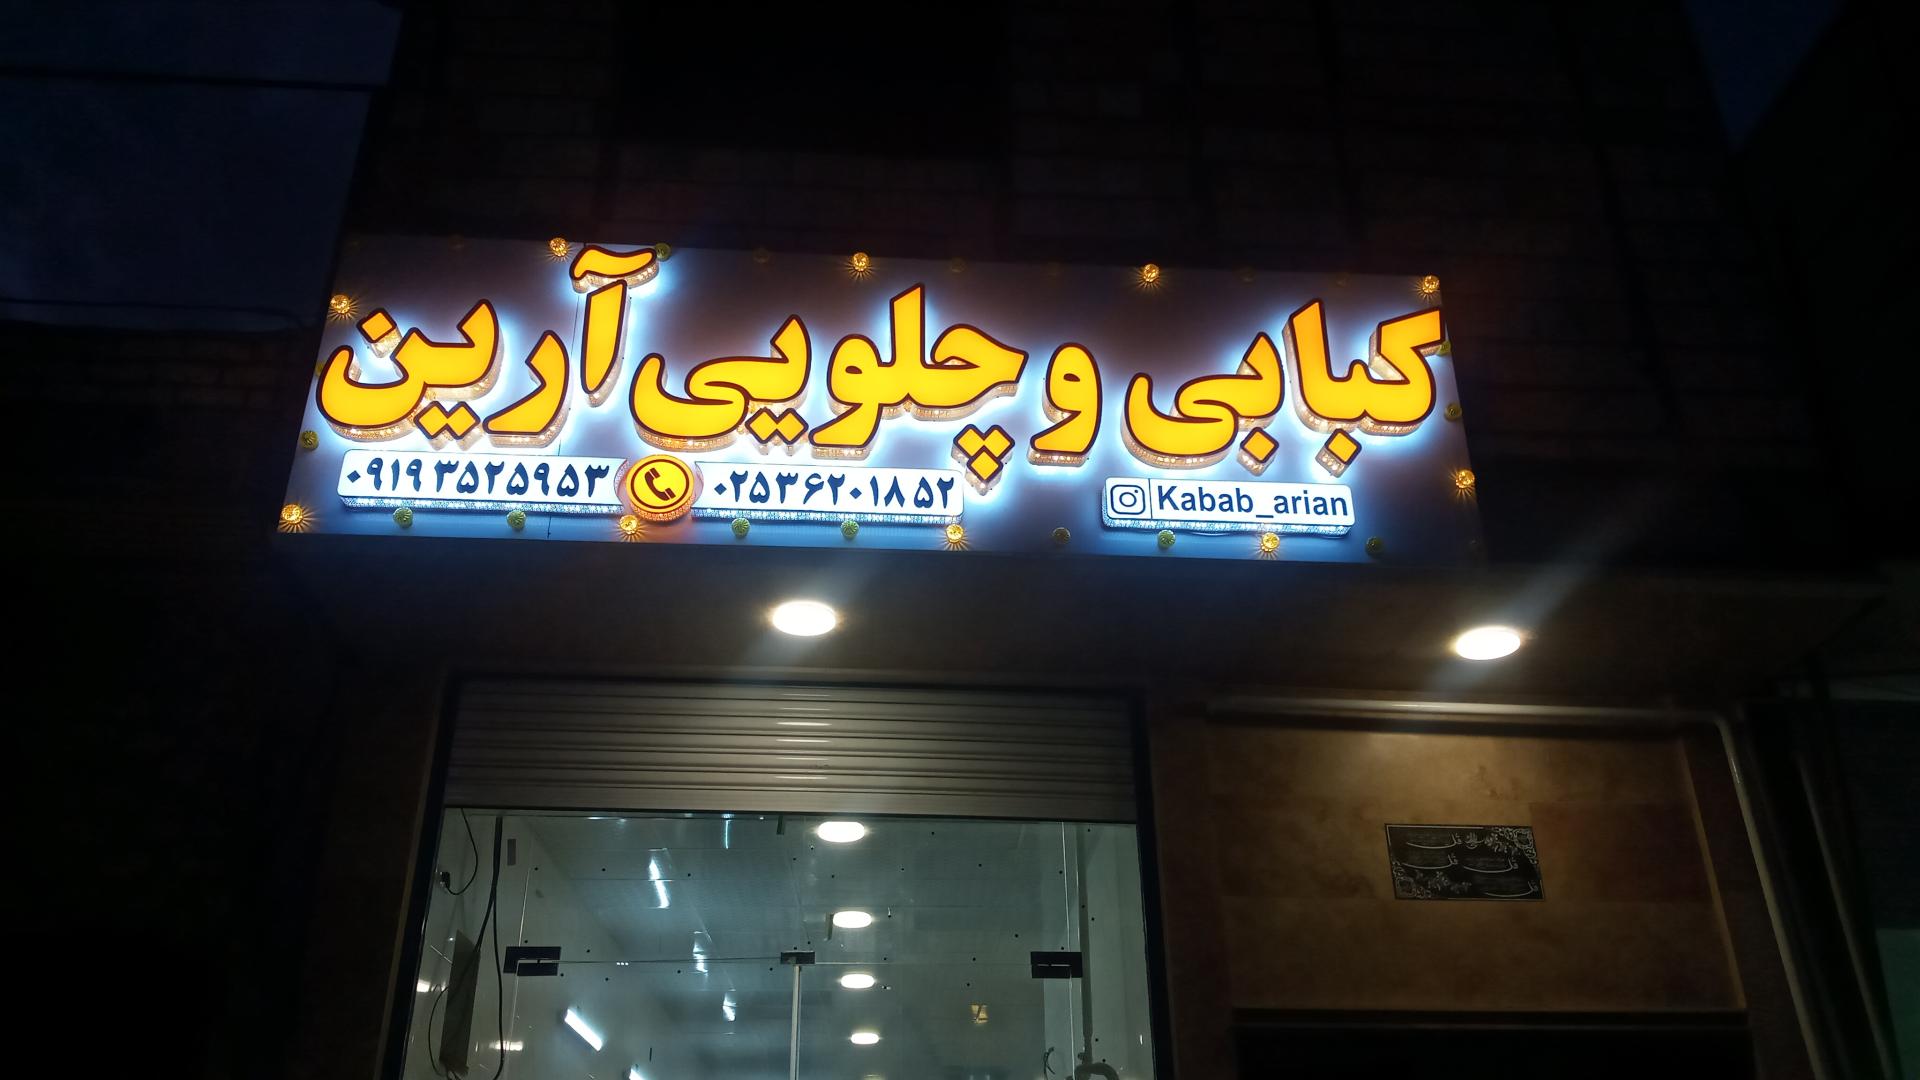 کبابی و چلویی آرین
Kabab_arian
۰۲۵۳۶۲۰۱۸۵۲
۰۹۱۹۳۵۲۵۹۵۳